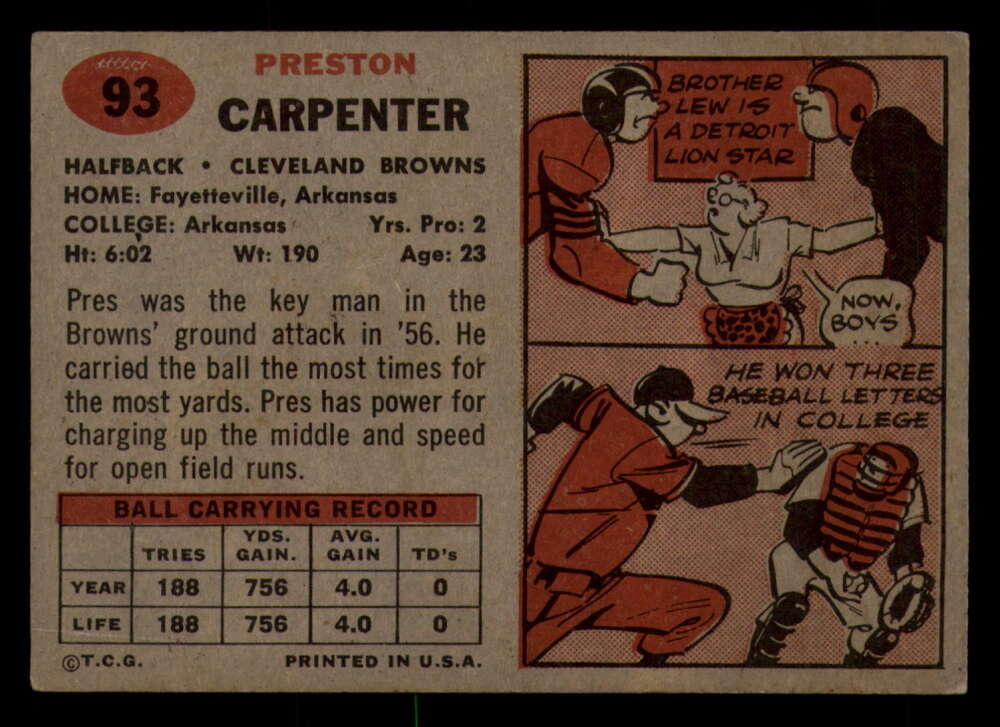 93
PRESTON
CARPENTER
HALFBACK • CLEVELAND BROWNS
HOME: Fayetteville, Arkansas
COLLEGE: Arkansas Yrs. Pro: 2
Ht: 6:02 Wt: 190 Age: 23
Pres was the key man in the
Browns' ground attack in '56. He
carried the ball the most times for
the most yards. Pres has power for
charging up the middle and speed
for open field runs.
BALL CARRYING RECORD
TRIES YDS. GAIN. AVG. GAIN TD's
YEAR 188 756 4.0 0
LIFE 188 756 4.0 0
©T.C.G. PRINTED IN U.S.A.
BROTHER
LEW IS
A DETROIT
LION STAR
NOW,
BOYS
HE WON THREE
BASEBALL LETTERS
IN COLLEGE